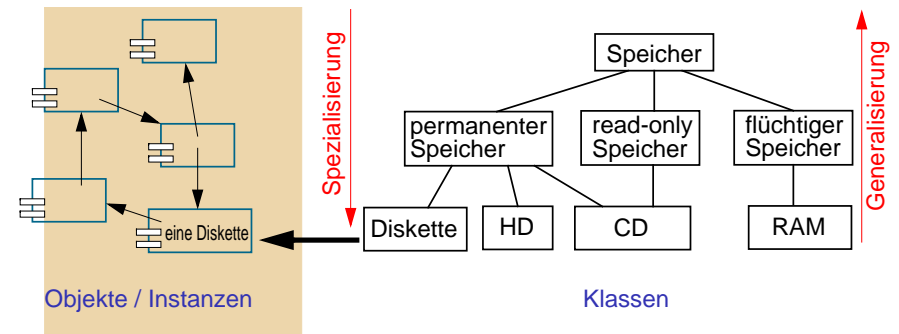 Spezialisierung
Generalisierung
Speicher
permanenter
Speicher
read-only
Speicher
flüchtiger
Speicher
eine Diskette
Diskette
HD
CD
RAM
Objekte / Instanzen
Klassen